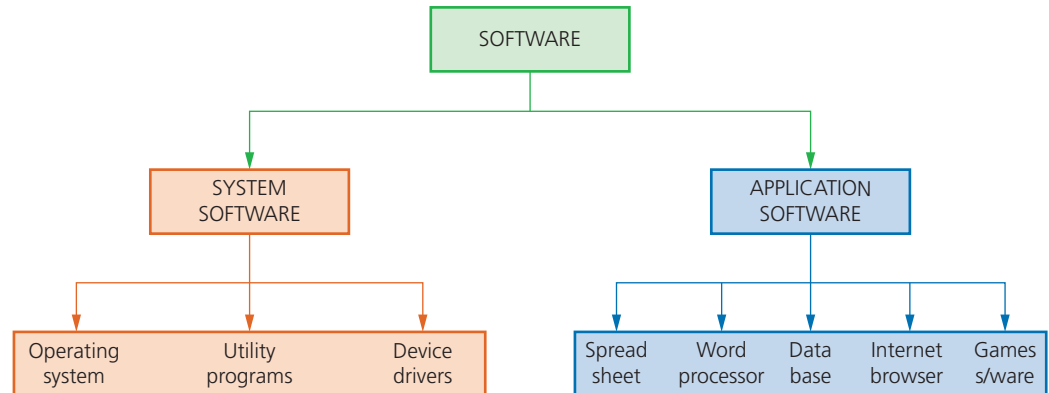 SOFTWARE
SYSTEM
SOFTWARE
APPLICATION
SOFTWARE
Operating
system
Utility
programs
Device
drivers
Spread
sheet
Word
processor
Data
base
Internet
browser
Games
s/ware